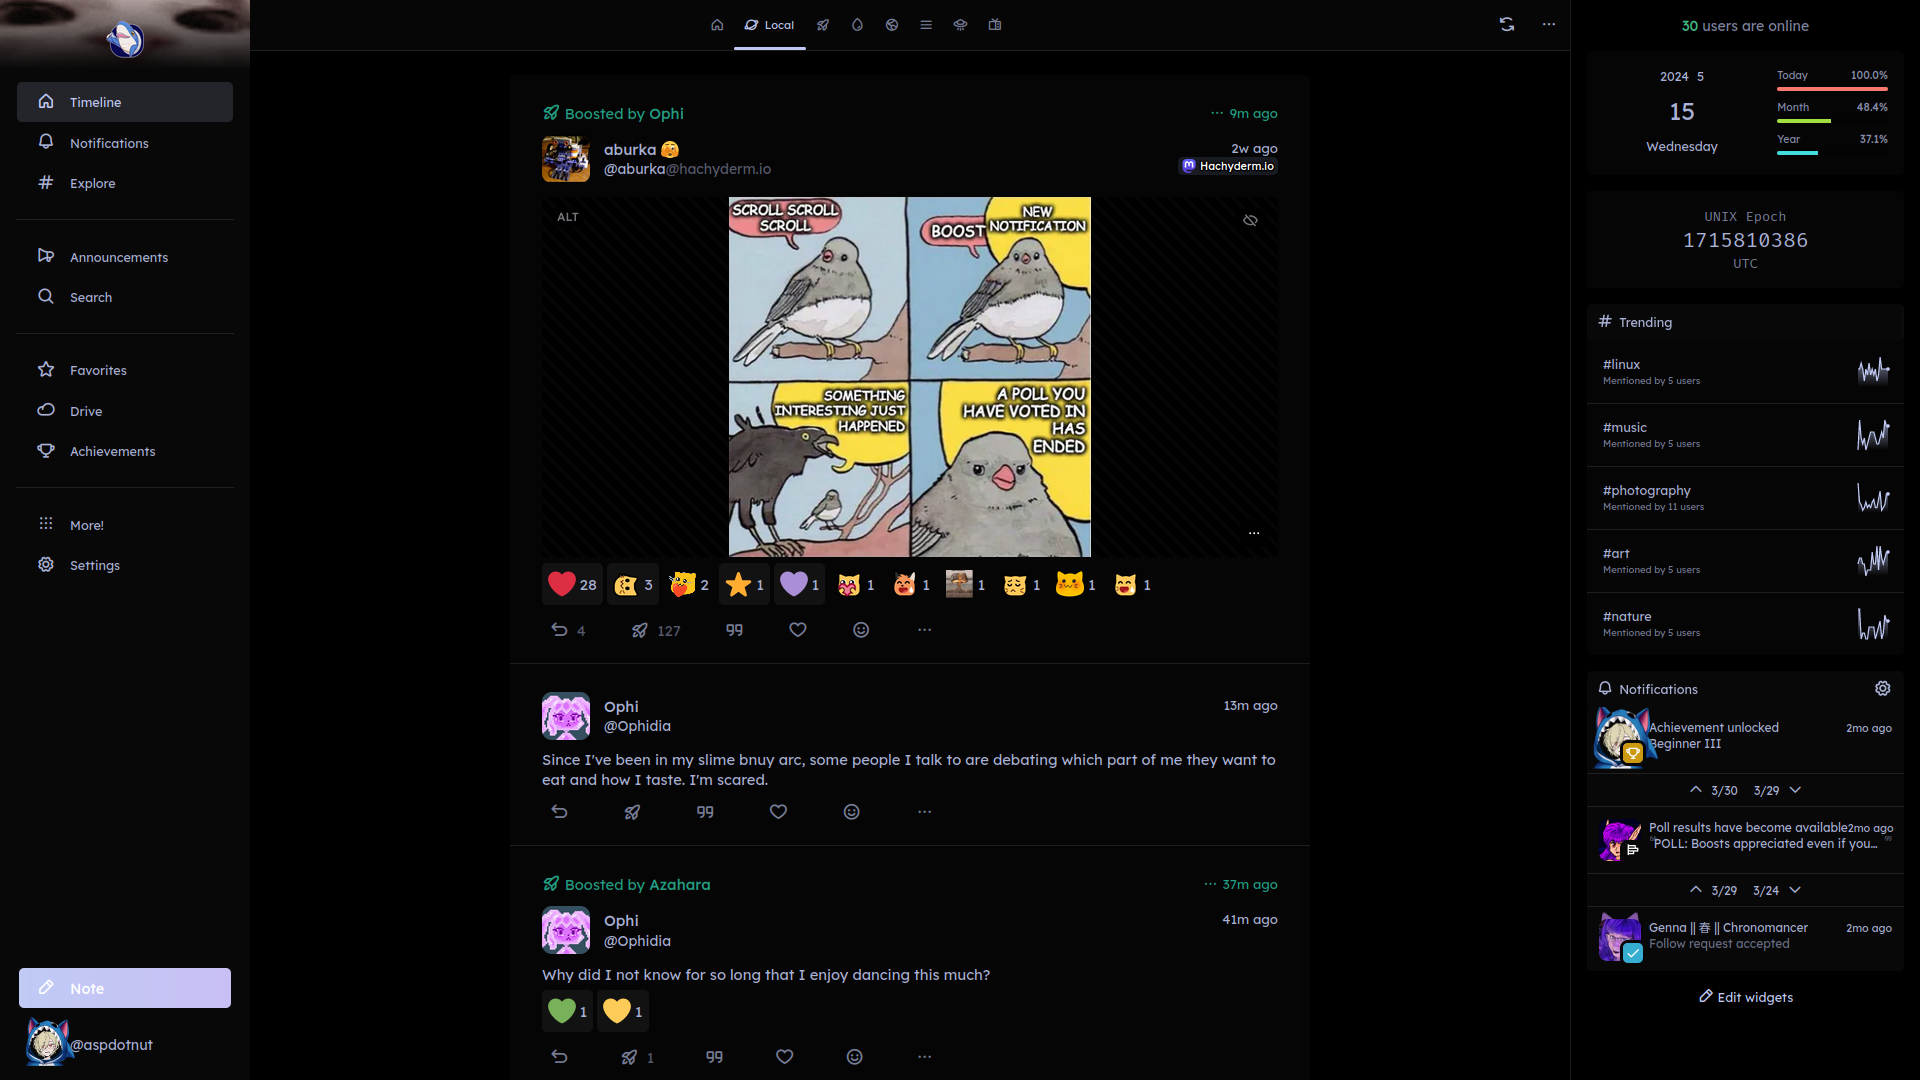 Timeline
Notifications
Explore
Announcements
Search
Favorites
Drive
Achievements
More!
Settings
Note
@aspdotnut
Local
Boosted by Ophi
9m ago
aburka
2w ago
@aburka@hachyderm.io
Hachyderm.io
ALT
SCROLL SCROLL
SCROLL
BOOST
NEW
NOTIFICATION
SOMETHING
INTERESTING JUST
HAPPENED
A POLL YOU
HAVE VOTED IN
HAS
ENDED
28
3
2
1
1
1
1
1
1
1
1
4
127
Ophi
13m ago
@Ophidia
Since I've been in my slime bnuy arc, some people I talk to are debating which part of me they want to
eat and how I taste. I'm scared.
Boosted by Azahara
37m ago
Ophi
41m ago
@Ophidia
Why did I not know for so long that I enjoy dancing this much?
1
1
1
30 users are online
2024 5
15
Wednesday
Today 100.0%
Month 48.4%
Year 37.1%
UNIX Epoch
1715810386
UTC
Trending
#linux
Mentioned by 5 users
#music
Mentioned by 5 users
#photography
Mentioned by 11 users
#art
Mentioned by 5 users
#nature
Mentioned by 5 users
Notifications
Achievement unlocked 2mo ago
Beginner III
3/30 3/29
Poll results have become available 2mo ago
POLL: Boosts appreciated even if you...
3/29 3/24
Genna || 春 || Chronomancer 2mo ago
Follow request accepted
Edit widgets